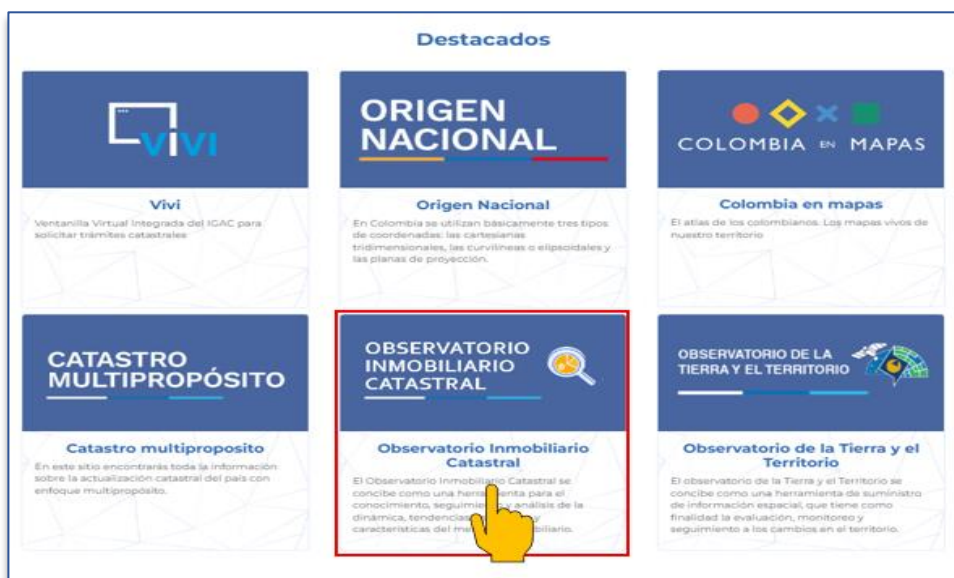 Destacados
VIVI
Vivi
Ventanilla Virtual Integrada del IGAC para
solicitar trámites catastrales
ORIGEN
NACIONAL
Origen Nacional
En Colombia se utilizan básicamente tres tipos
de coordenadas: las cartesianas
tridimensionales, las curvilíneas o elipsoidales y
las planas de proyección.
COLOMBIA EN MAPAS
Colombia en mapas
El atlas de los colombianos. Los mapas vivos de
nuestro territorio
CATASTRO
MULTIPROPÓSITO
Catastro multiproposito
En este sitio encontrarás toda la información
sobre la actualización catastral del país con
enfoque multipropósito.
OBSERVATORIO
INMOBILIARIO
CATASTRAL
Observatorio Inmobiliario
Catastral
El Observatorio Inmobiliario Catastral se
concibe como una herramienta para el
conocimiento, seguimiento y análisis de la
dinámica, tendencias y
características del
OBSERVATORIO DE LA
TIERRA Y EL TERRITORIO
Observatorio de la Tierra y el
Territorio
El observatorio de la Tierra y el Territorio se
concibe como una herramienta de suministro
de información espacial, que tiene como
finalidad la evaluación, monitoreo y
seguimiento a los cambios en el territorio.